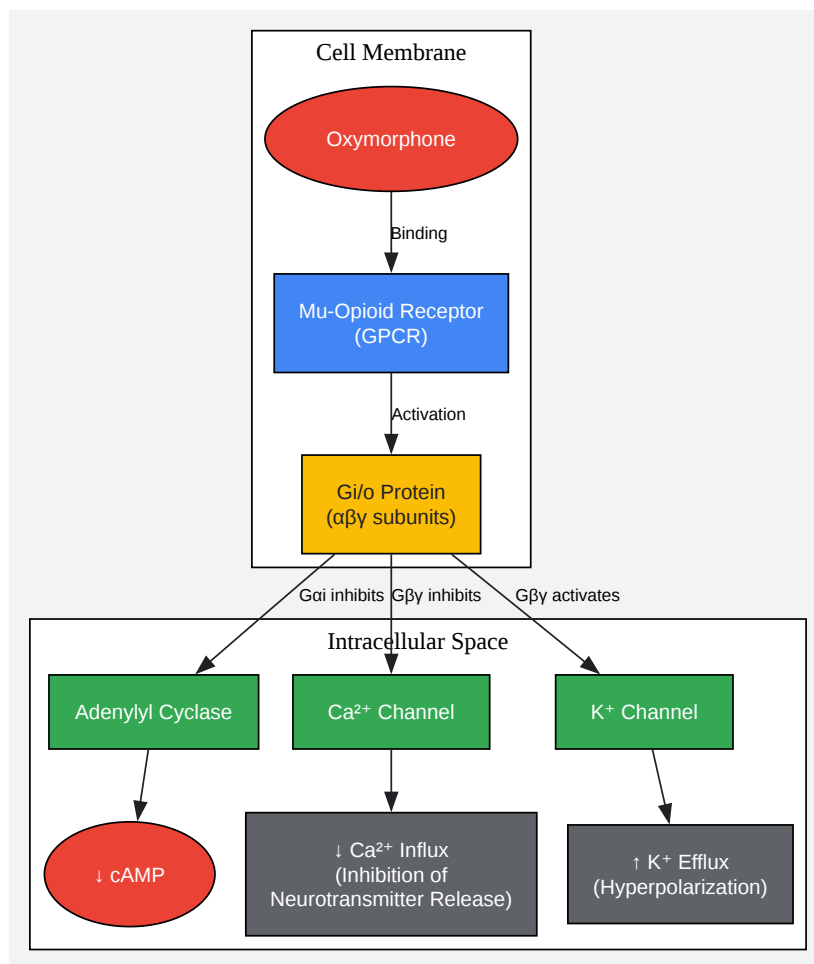 Cell Membrane
Oxymorphone
Binding
Mu-Opioid Receptor
(GPCR)
Activation
Gi/o Protein
(αβγ subunits)
Gαi inhibits
Gβγ inhibits
Gβγ activates
Intracellular Space
Adenylyl Cyclase
Ca²⁺ Channel
K⁺ Channel
↓ cAMP
↓ Ca²⁺ Influx
(Inhibition of
Neurotransmitter Release)
↑ K⁺ Efflux
(Hyperpolarization)